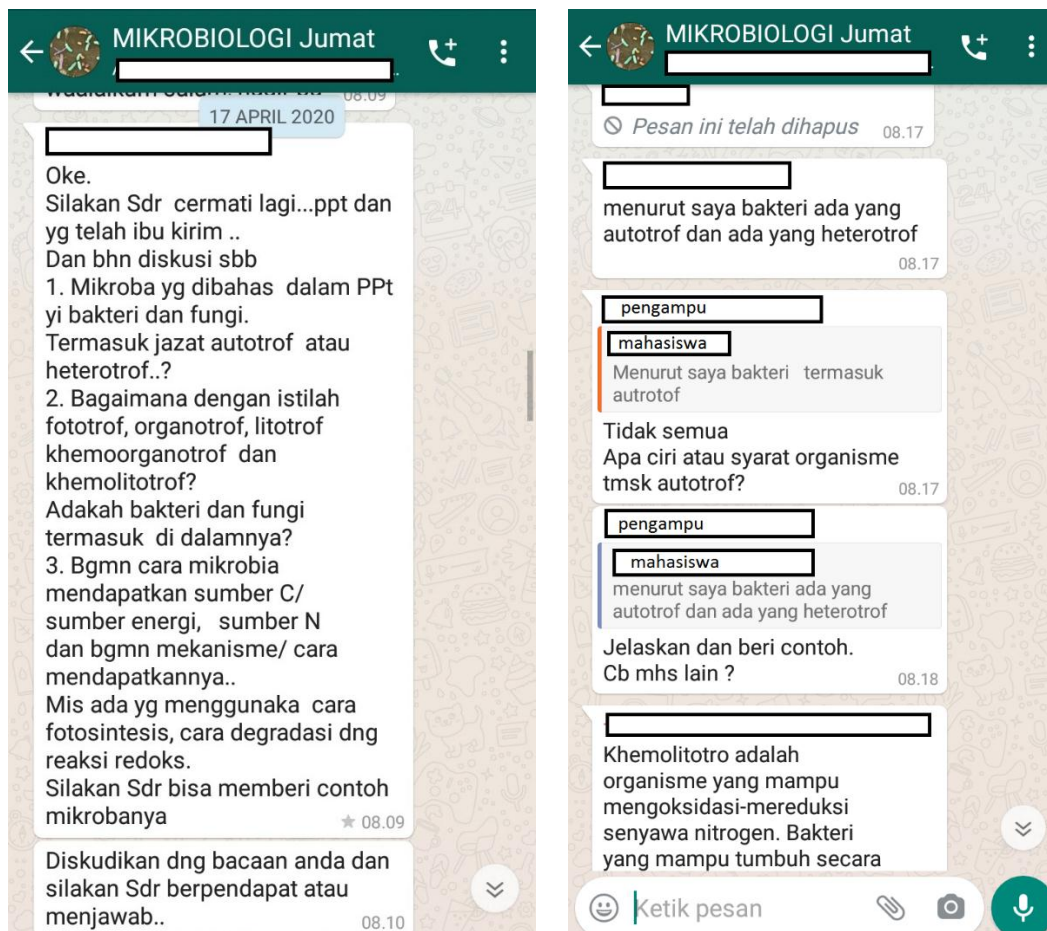 MIKROBIOLOGI Jumat
08.09
17 APRIL 2020
Oke.
Silakan Sdr cermati lagi...ppt dan
yg telah ibu kirim ..
Dan bhn diskusi sbb
1. Mikroba yg dibahas dalam PPt
yi bakteri dan fungi.
Termasuk jazat autotrof atau
heterotrof..?
2. Bagaimana dengan istilah
fototrof, organotrof, litotrof
khemoorganotrof dan
khemolitotrof?
Adakah bakteri dan fungi
termasuk di dalamnya?
3. Bgmn cara mikrobia
mendapatkan sumber C/
sumber energi, sumber N
dan bgmn mekanisme/ cara
mendapatkannya..
Mis ada yg menggunaka cara
fotosintesis, cara degradasi dng
reaksi redoks.
Silakan Sdr bisa memberi contoh
mikrobanya
08.09
Diskudikan dng bacaan anda dan
silakan Sdr berpendapat atau
menjawab..
08.10
MIKROBIOLOGI Jumat
Pesan ini telah dihapus 08.17
menurut saya bakteri ada yang
autotrof dan ada yang heterotrof
08.17
pengampu
mahasiswa
Menurut saya bakteri termasuk
autrotof
Tidak semua
Apa ciri atau syarat organisme
tmsk autotrof?
08.17
pengampu
mahasiswa
menurut saya bakteri ada yang
autotrof dan ada yang heterotrof
Jelaskan dan beri contoh.
Cb mhs lain ?
08.18
Khemolitotro adalah
organisme yang mampu
mengoksidasi-mereduksi
senyawa nitrogen. Bakteri
yang mampu tumbuh secara
Ketik pesan